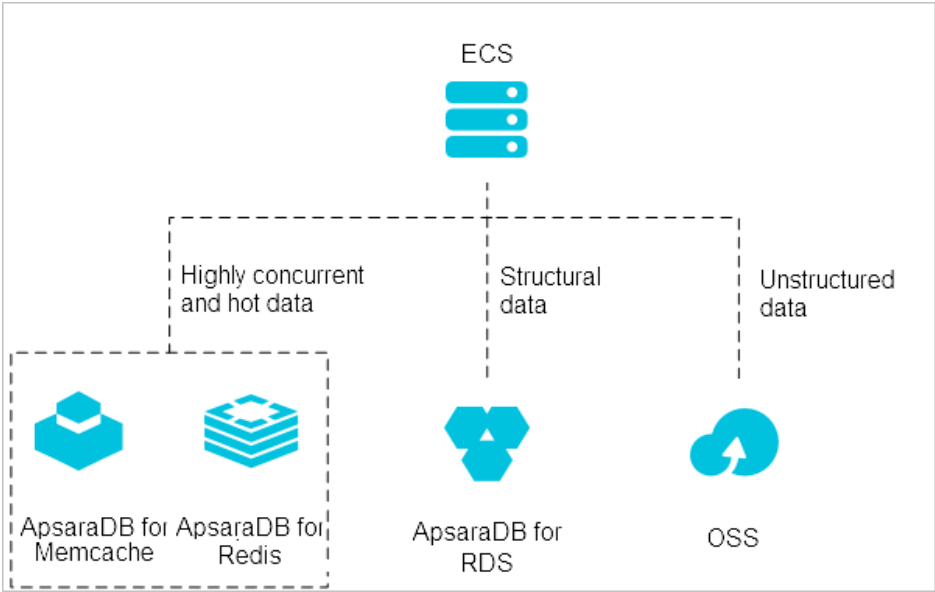 ECS
Highly concurrent
and hot data
Structural
data
Unstructured
data
ApsaraDB for
Memcache
ApsaraDB for
Redis
ApsaraDB for
RDS
OSS